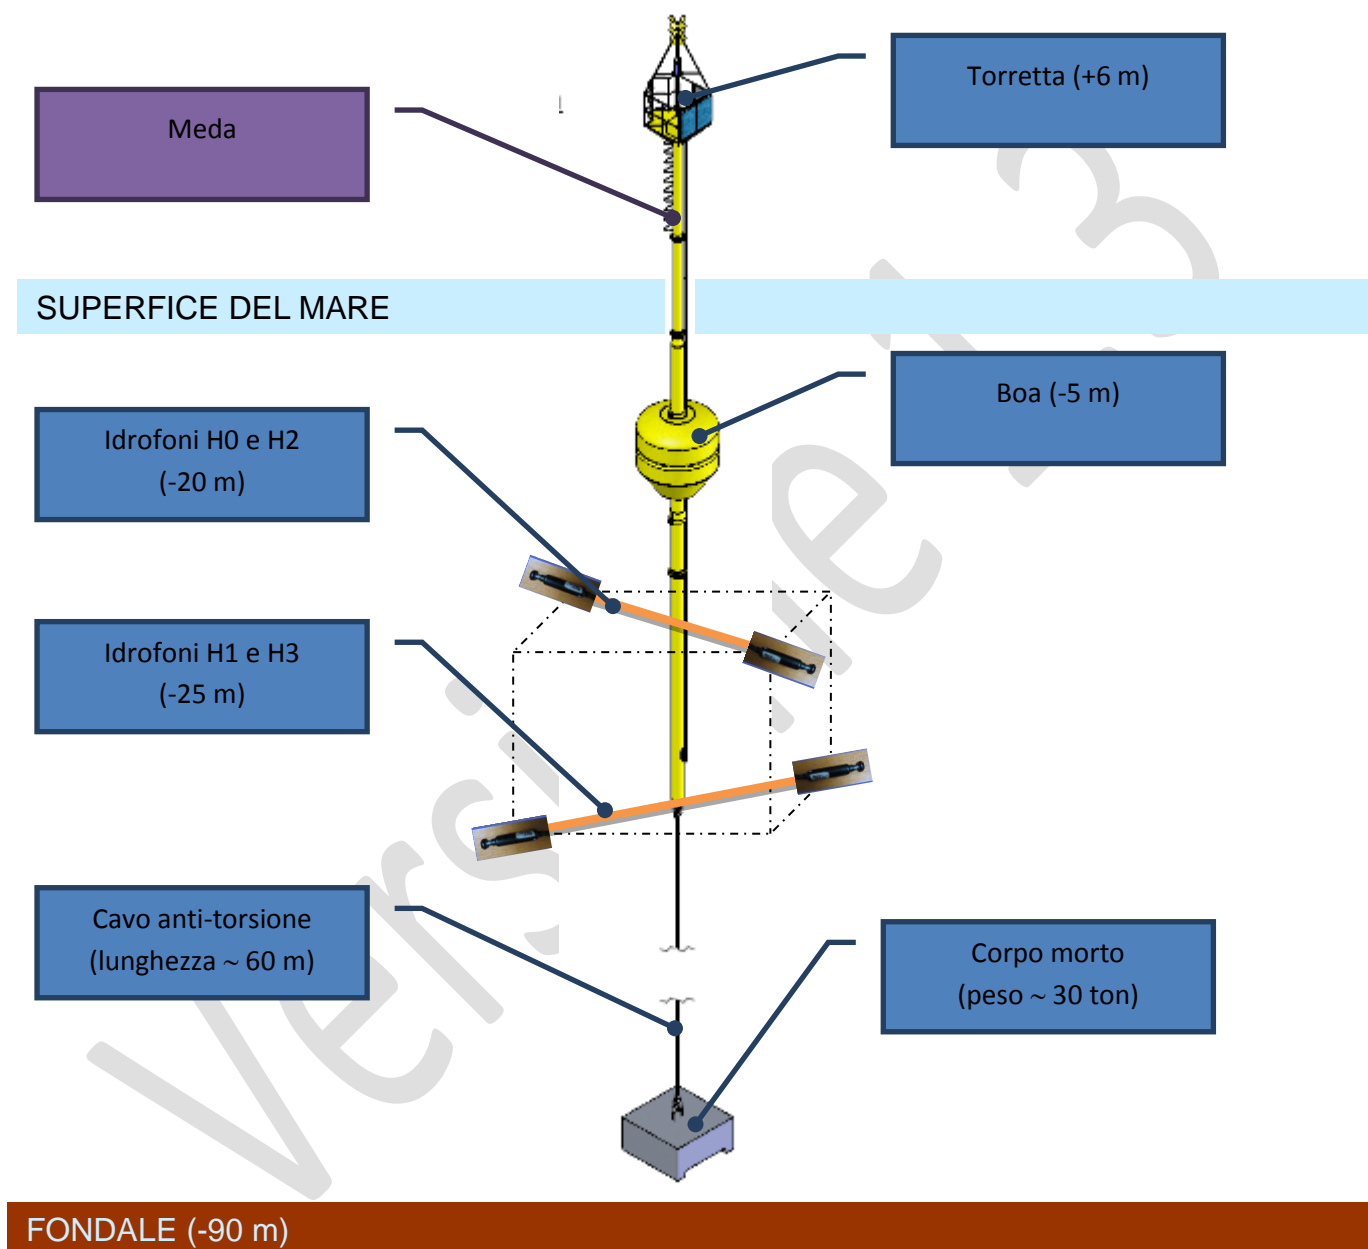 Torretta (+6 m)
Meda
SUPERFICE DEL MARE
Boa (-5 m)
Idrofoni H0 e H2
(-20 m)
Idrofoni H1 e H3
(-25 m)
Cavo anti-torsione
(lunghezza ~ 60 m)
Corpo morto
(peso ~ 30 ton)
FONDALE (-90 m)